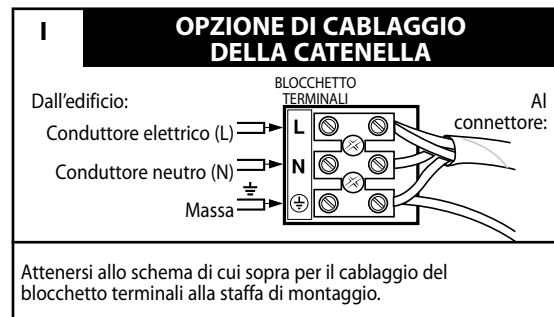 I
OPZIONE DI CABLAGGIO
DELLA CATENELLA
BLOCCHETTO
TERMINALI
Dall'edificio:
Al
connettore:
Conduttore elettrico (L)
L
Conduttore neutro (N)
N
Massa
Attenersi allo schema di cui sopra per il cablaggio del
blocchetto terminali alla staffa di montaggio.